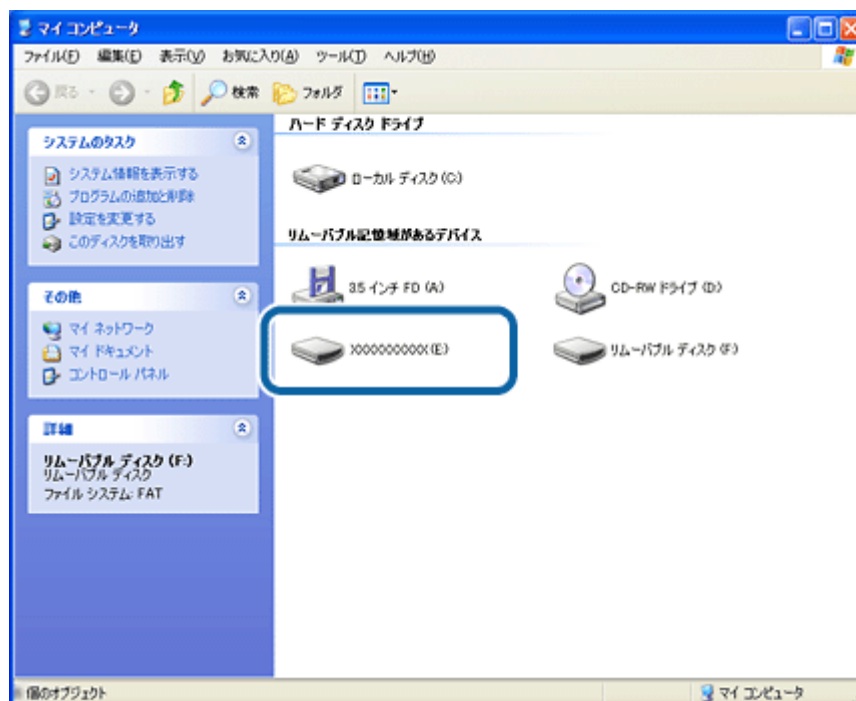 マイ コンピュータ
ファイル(F) 編集(E) 表示(V) お気に入り(A) ツール(T) ヘルプ(H)
戻る 検索 フォルダ
システムのタスク
システム情報を表示する
プログラムの追加と削除
設定を変更する
このディスクを取り出す
その他
マイ ネットワーク
マイ ドキュメント
コントロール パネル
詳細
リムーバブル ディスク (F:)
リムーバブル ディスク
ファイル システム: FAT
ハード ディスク ドライブ
ローカル ディスク (C:)
リムーバブル記憶域があるデバイス
3.5 インチ FD (A:)
CD-RW ドライブ (D:)
XXXXXXXXXX (E:)
リムーバブル ディスク (F:)
個のオブジェクト
マイ コンピュータ